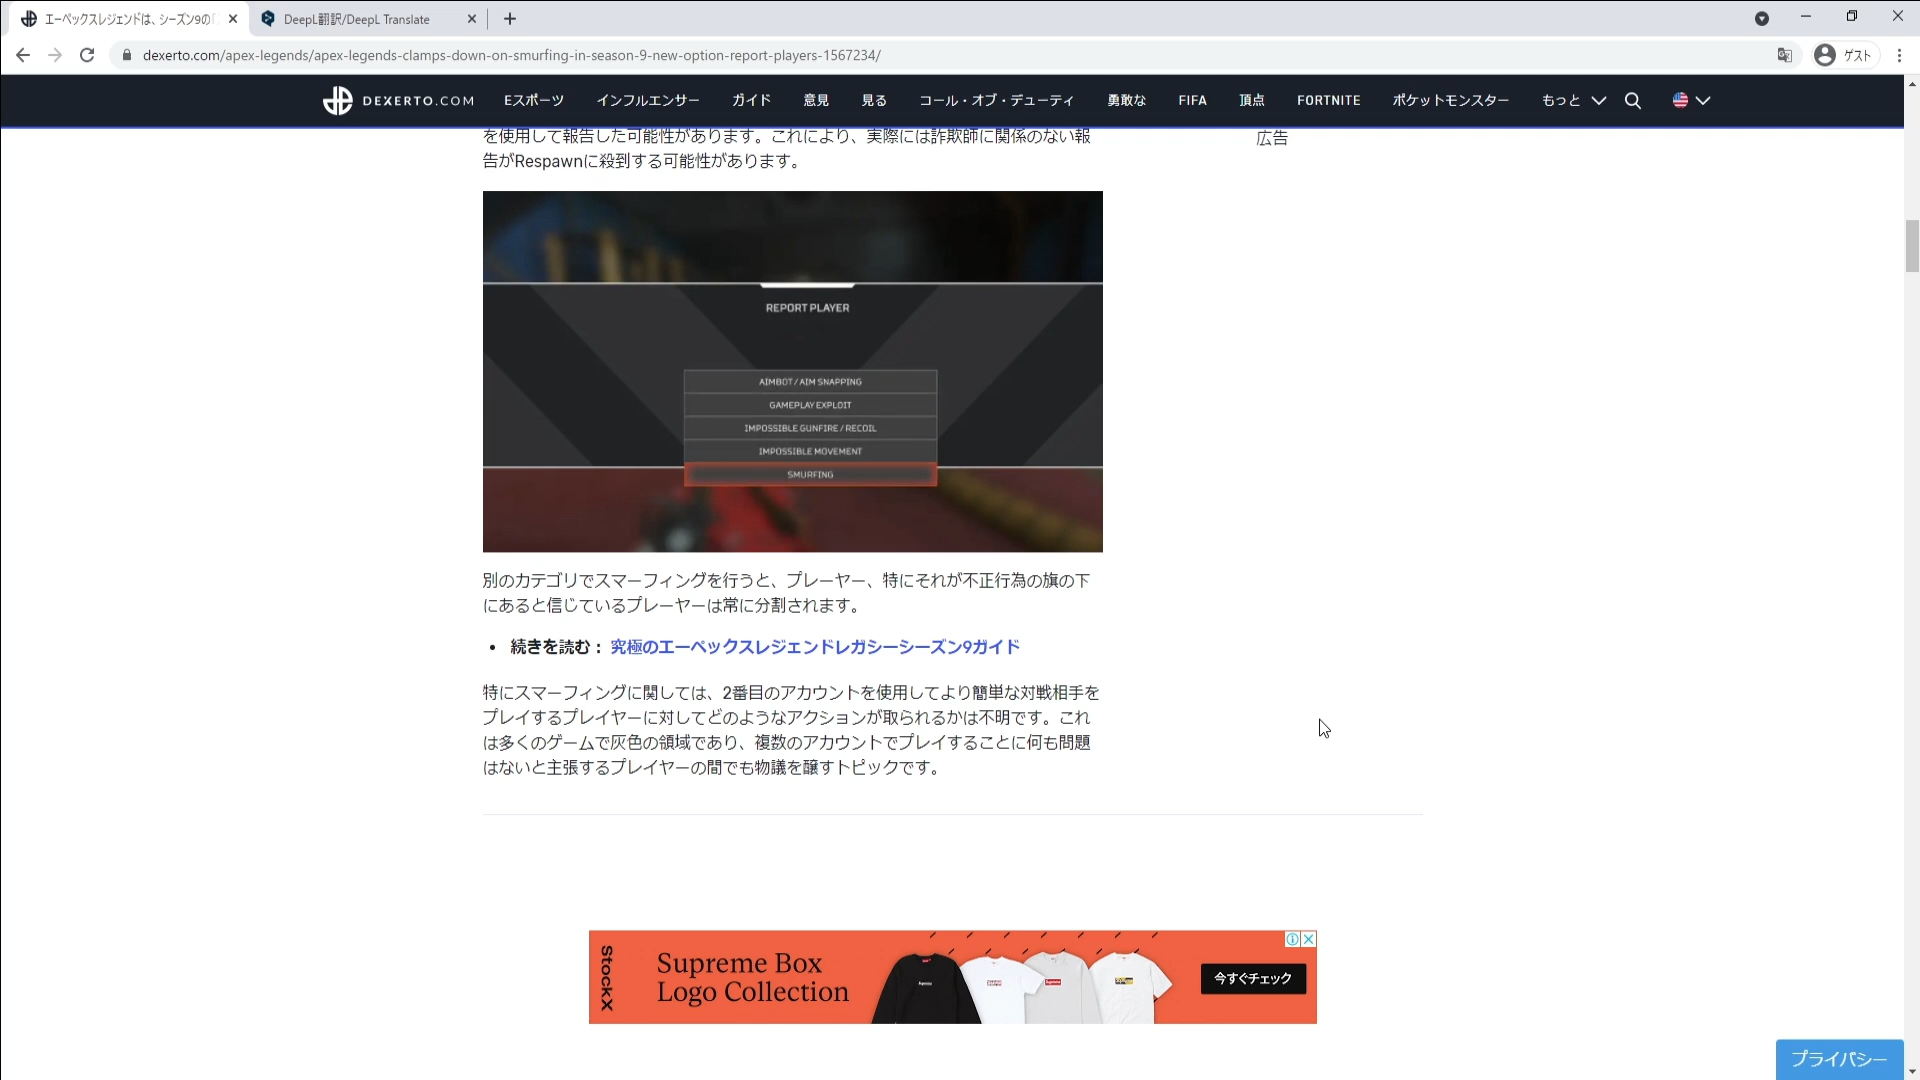 エーペックスレジェンドは、シーズン9の「
DeepL翻訳/DeepL Translate
dexerto.com/apex-legends/apex-legends-clamps-down-on-smurfing-in-season-9-new-option-report-players-1567234/
ゲスト
DEXERTO.COM
Eスポーツ
インフルエンサー
ガイド
意見
見る
コール・オブ・デューティ
勇敢な
FIFA
頂点
FORTNITE
ポケットモンスター
もっと
を使用して報告した可能性があります。これにより、実際には詐欺師に関係のない報
告がRespawnに殺到する可能性があります。
広告
REPORT PLAYER
AIMBOT / AIM SNAPPING
GAMEPLAY EXPLOIT
IMPOSSIBLE GUNFIRE / RECOIL
IMPOSSIBLE MOVEMENT
SMURFING
別のカテゴリでスマーフィングを行うと、プレーヤー、特にそれが不正行為の旗の下
にあると信じているプレーヤーは常に分割されます。
• 続きを読む： 究極のエーペックスレジェンドレガシーシーズン9ガイド
特にスマーフィングに関しては、2番目のアカウントを使用してより簡単な対戦相手を
プレイするプレイヤーに対してどのようなアクションが取られるかは不明です。これ
は多くのゲームで灰色の領域であり、複数のアカウントでプレイすることに何も問題
はないと主張するプレイヤーの間でも物議を醸すトピックです。
StockX
Supreme Box
Logo Collection
今すぐチェック
プライバシー